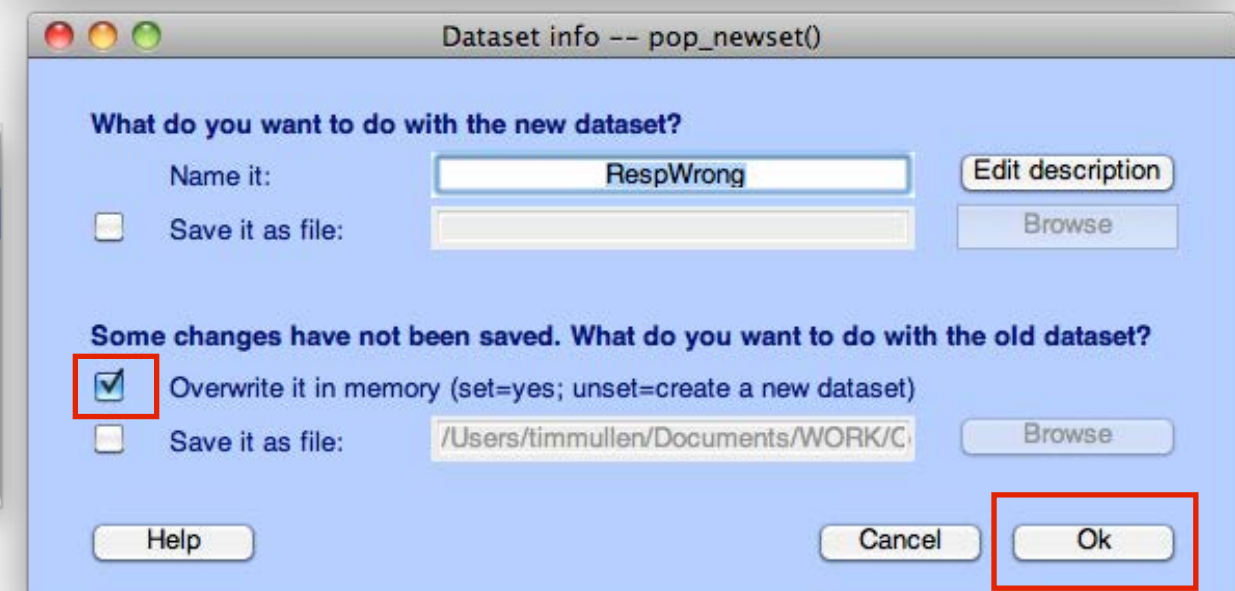 Dataset info -- pop_newset()
What do you want to do with the new dataset?
Name it: RespWrong Edit description
Save it as file: Browse
Some changes have not been saved. What do you want to do with the old dataset?
Overwrite it in memory (set=yes; unset=create a new dataset)
Save it as file: /Users/timmullen/Documents/WORK/C Browse
Help Cancel Ok